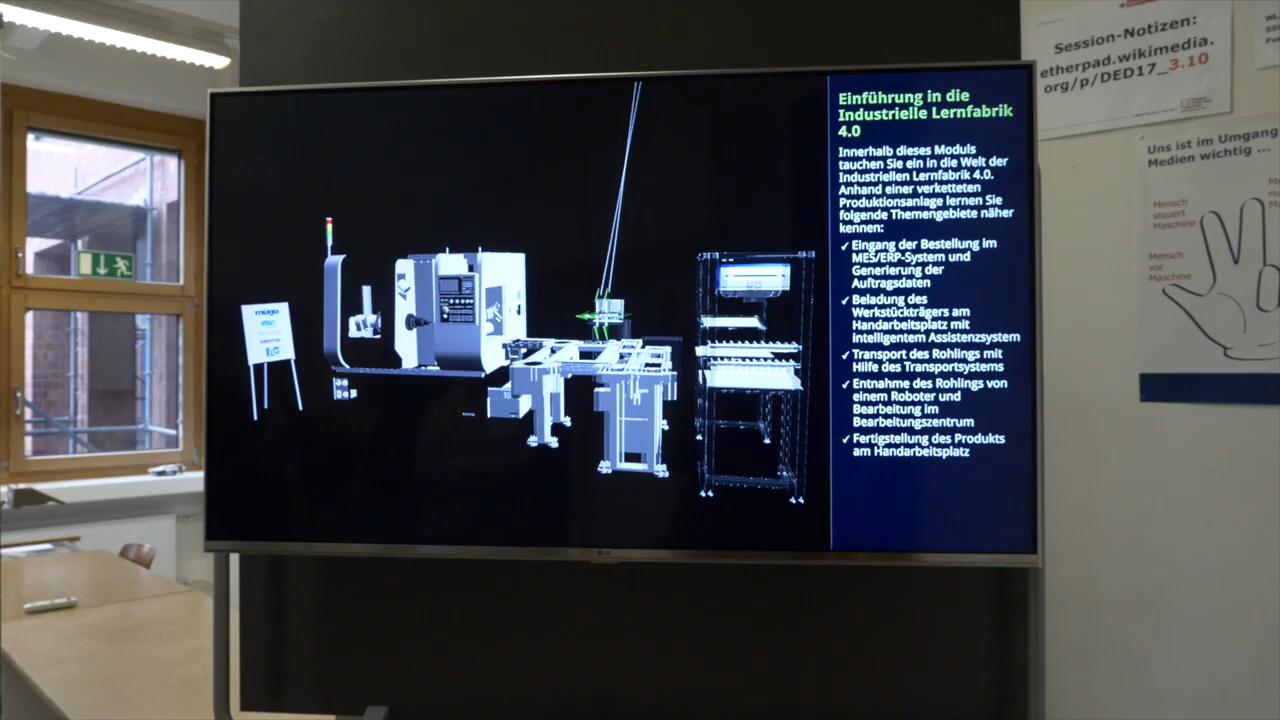 Einführung in die
Industrielle Lernfabrik
4.0
Innerhalb dieses Moduls
tauchen Sie ein in die Welt der
Industriellen Lernfabrik 4.0.
Anhand einer verketteten
Produktionsanlage lernen Sie
folgende Themengebiete näher
kennen:
✓ Eingang der Bestellung im
MES/ERP-System und
Generierung der
Auftragsdaten
✓ Beladung des
Werkstückträgers am
Handarbeitsplatz mit
intelligentem Assistenzsystem
✓ Transport des Rohlings mit
Hilfe des Transportsystems
✓ Entnahme des Rohlings von
einem Roboter und
Bearbeitung im
Bearbeitungszentrum
✓ Fertigstellung des Produkts
am Handarbeitsplatz
LG
Session-Notizen:
etherpad.wikimedia.
org/p/DED17_3.10
Uns ist im Umgang
Medien wichtig ...
Mensch
steuert
Maschine
Mensch
vor
Maschine